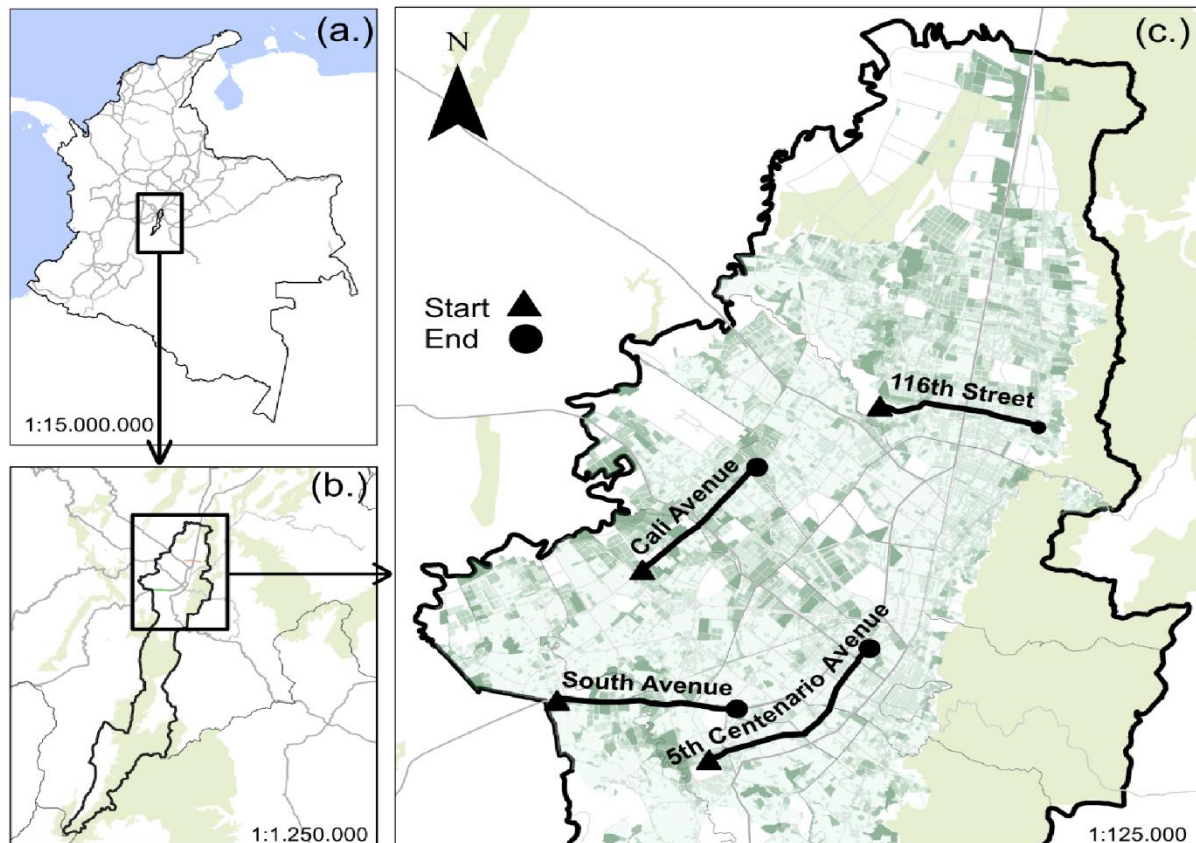 (a.)
1:15.000.000
(b.)
1:1.250.000
(c.)
N
Start
End
116th Street
Cali Avenue
South Avenue
5th Centenario Avenue
1:125.000